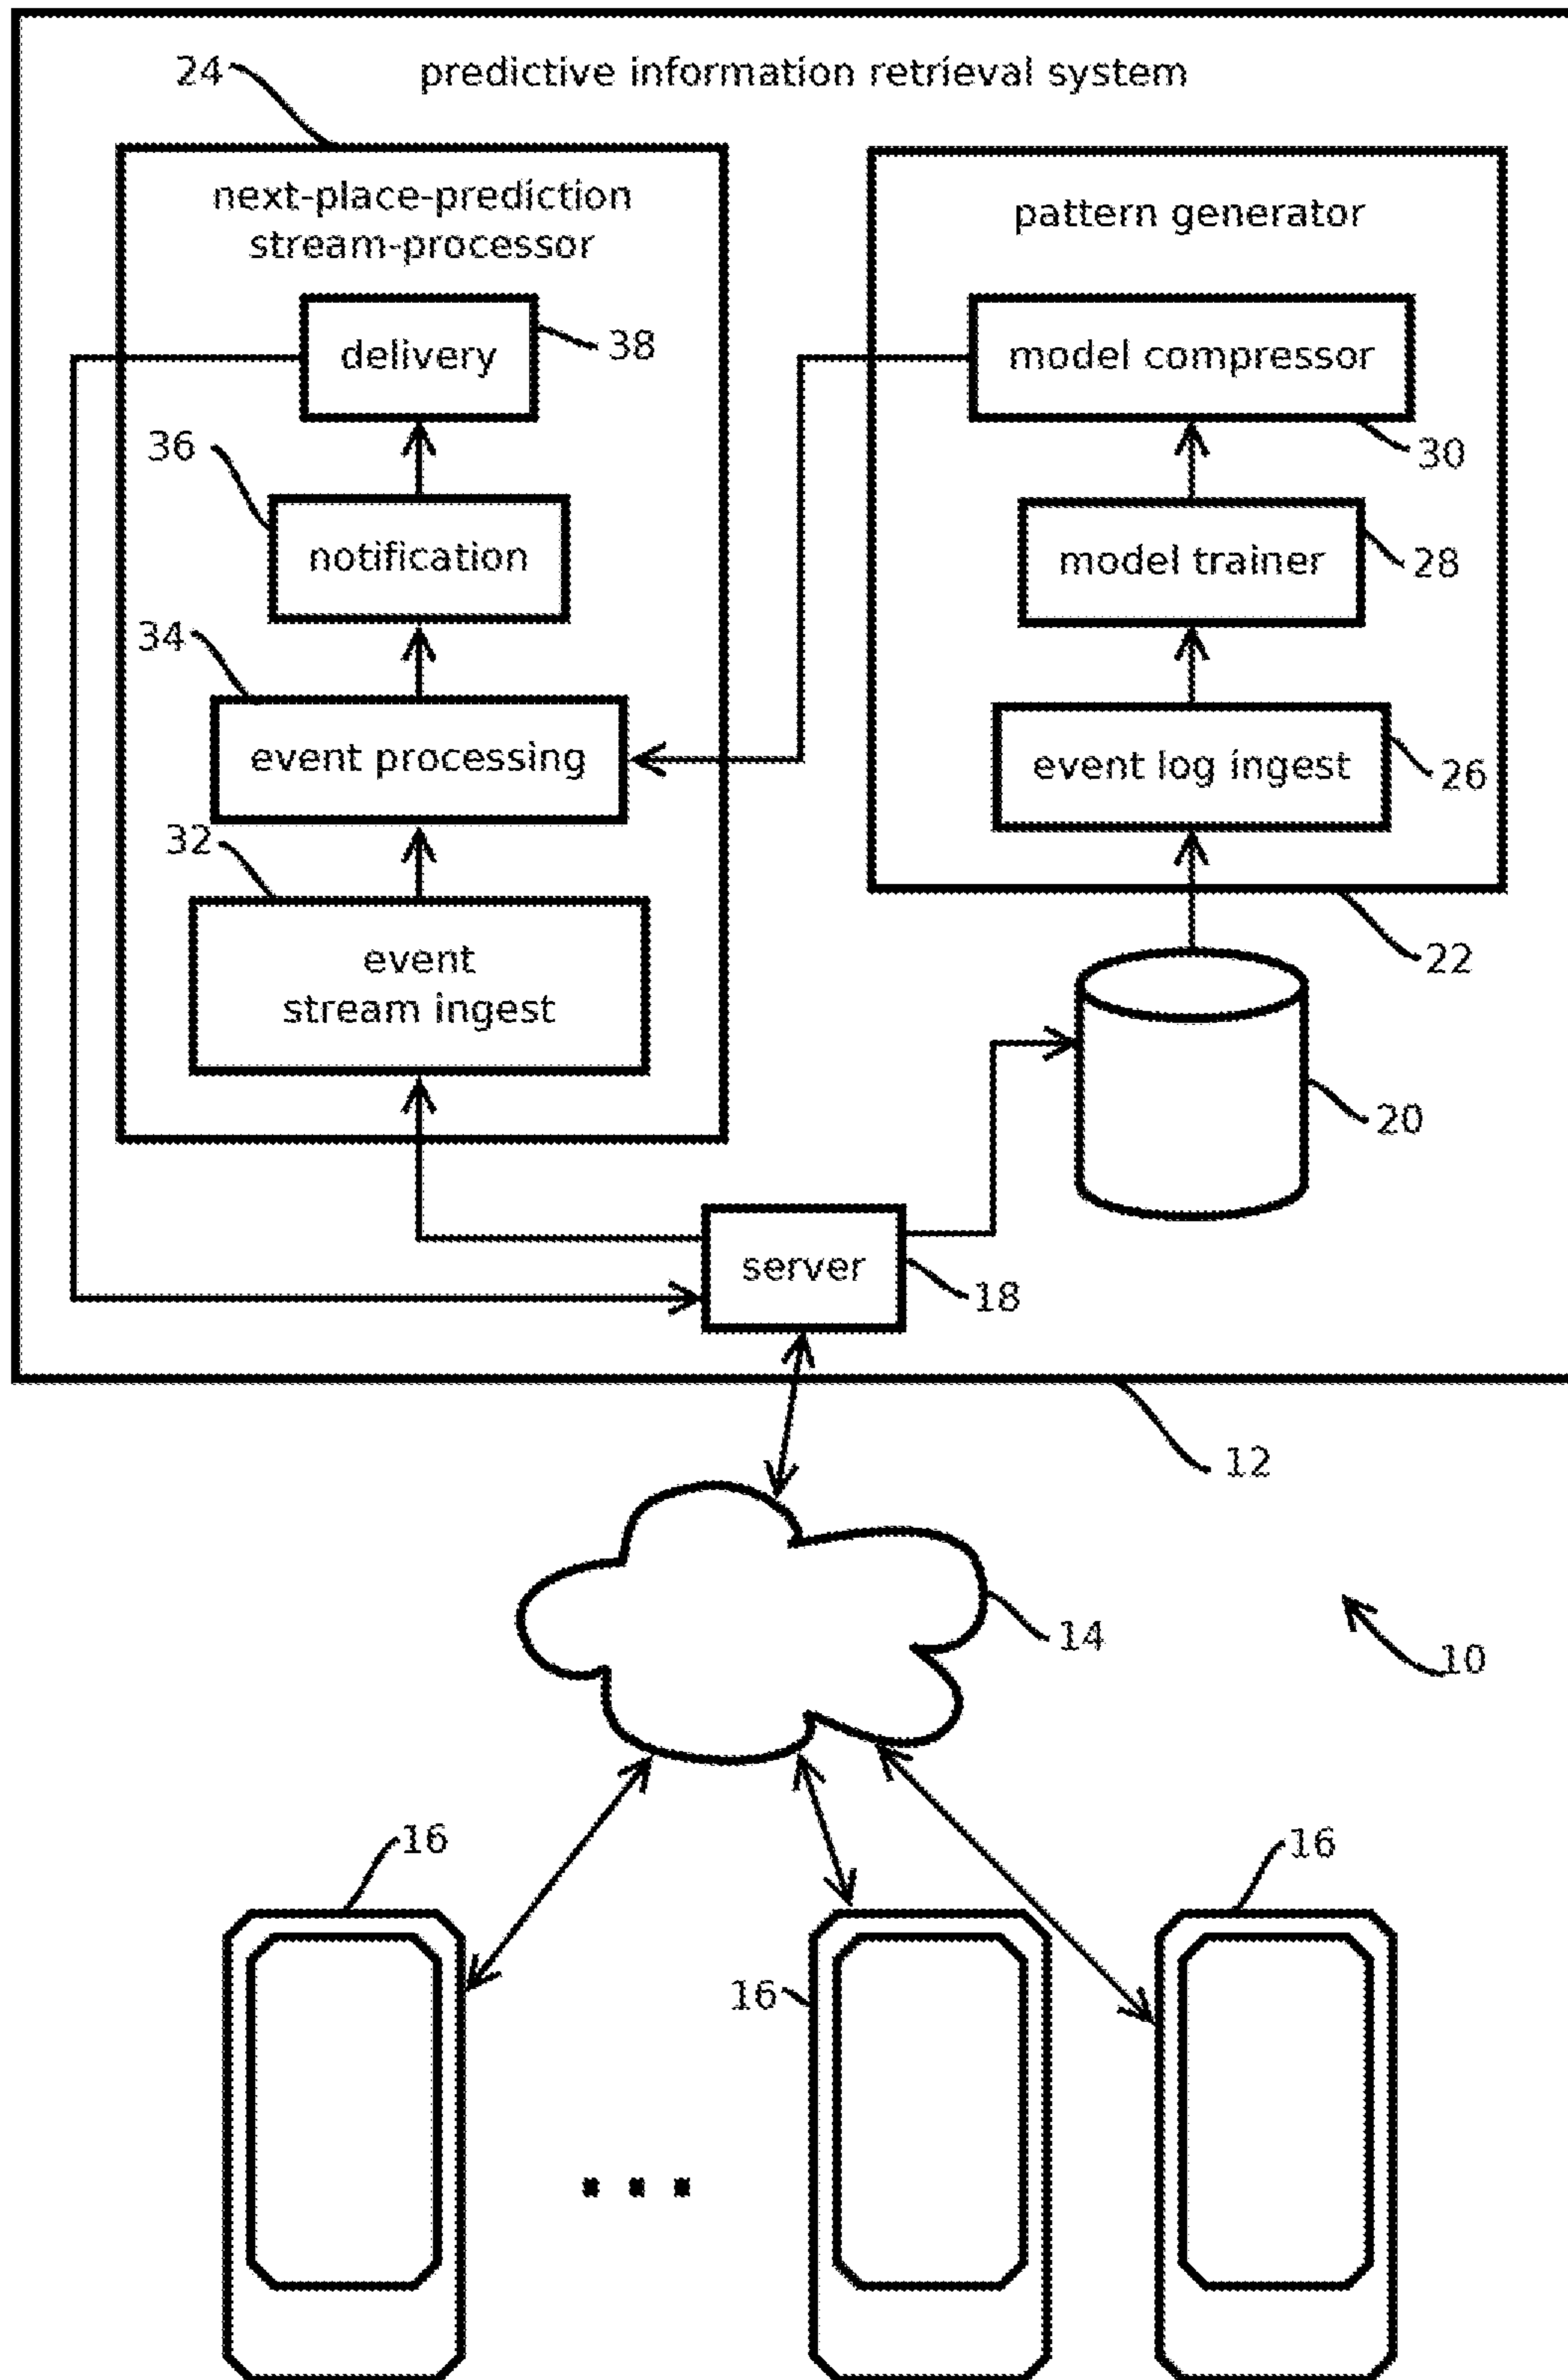 24
predictive information retrieval system
next-place-prediction
stream-processor
pattern generator
delivery
38
model compressor
36
30
notification
model trainer
28
34
event processing
event log ingest
26
32
event
stream ingest
22
20
server
18
12
14
10
16
16
16
...